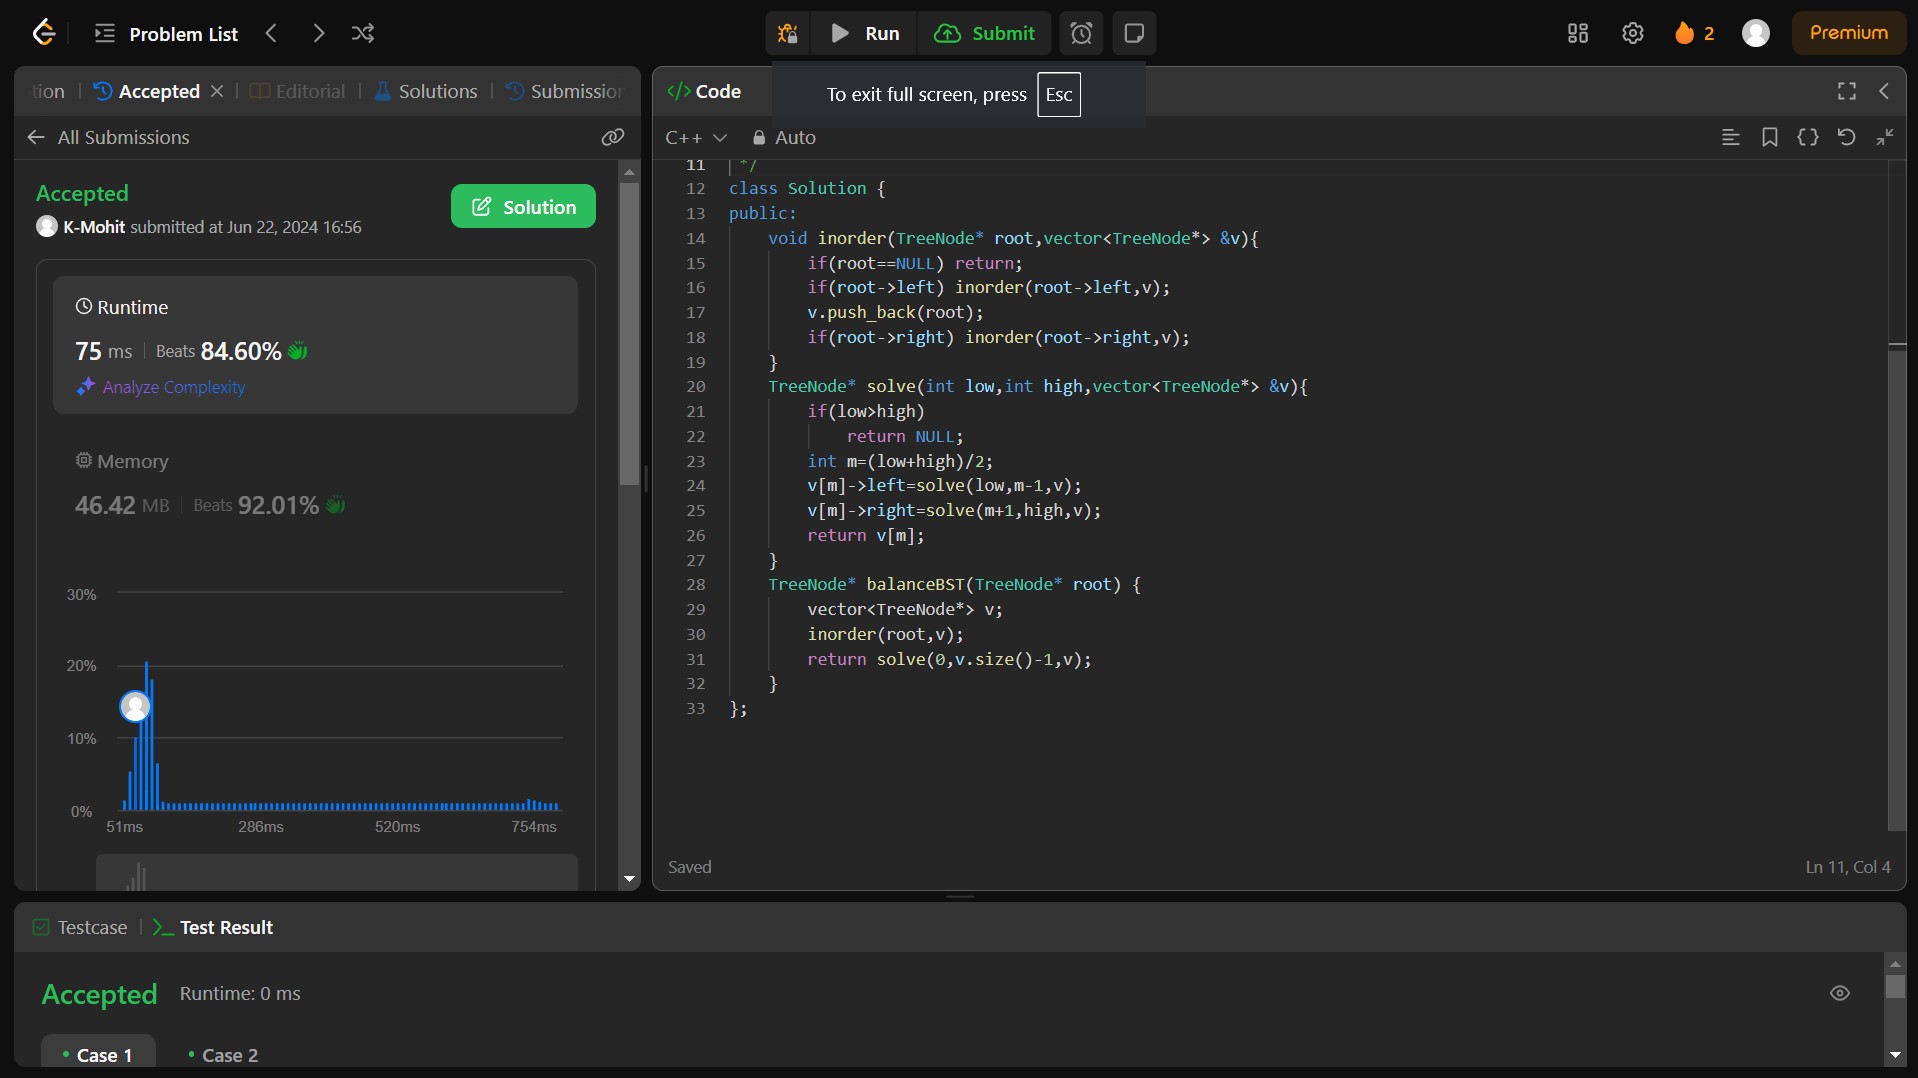 Problem List
Run
Submit
2
Premium
tion
Accepted
Editorial
Solutions
Submission
All Submissions
Accepted
K-Mohit submitted at Jun 22, 2024 16:56
Solution
Runtime
75 ms
Beats 84.60%
Analyze Complexity
Memory
46.42 MB
Beats 92.01%
30%
20%
10%
0%
51ms
286ms
520ms
754ms
</> Code
To exit full screen, press Esc
C++
Auto
11 */
12 class Solution {
13 public:
14     void inorder(TreeNode* root,vector<TreeNode*> &v){
15         if(root==NULL) return;
16         if(root->left) inorder(root->left,v);
17         v.push_back(root);
18         if(root->right) inorder(root->right,v);
19     }
20     TreeNode* solve(int low,int high,vector<TreeNode*> &v){
21         if(low>high)
22             return NULL;
23         int m=(low+high)/2;
24         v[m]->left=solve(low,m-1,v);
25         v[m]->right=solve(m+1,high,v);
26         return v[m];
27     }
28     TreeNode* balanceBST(TreeNode* root) {
29         vector<TreeNode*> v;
30         inorder(root,v);
31         return solve(0,v.size()-1,v);
32     }
33 };
Saved
Ln 11, Col 4
Testcase
Test Result
Accepted
Runtime: 0 ms
Case 1
Case 2